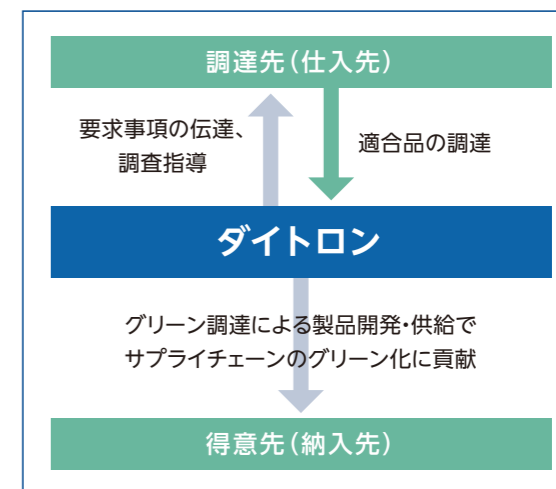 調達先（仕入先）
要求事項の伝達、
調査指導
適合品の調達
ダイトロン
グリーン調達による製品開発・供給で
サプライチェーンのグリーン化に貢献
得意先（納入先）